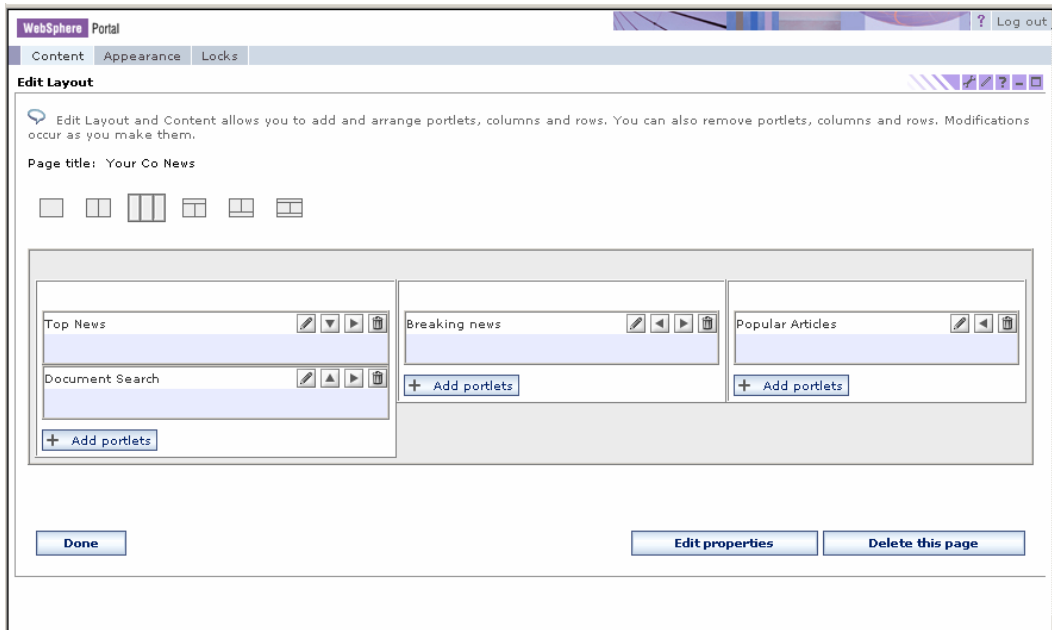 WebSphere Portal
? Log out
Content Appearance Locks
Edit Layout
?
Edit Layout and Content allows you to add and arrange portlets, columns and rows. You can also remove portlets, columns and rows. Modifications
occur as you make them.
Page title: Your Co News
Top News
Breaking news
Popular Articles
Document Search
+ Add portlets
+ Add portlets
+ Add portlets
Done
Edit properties
Delete this page